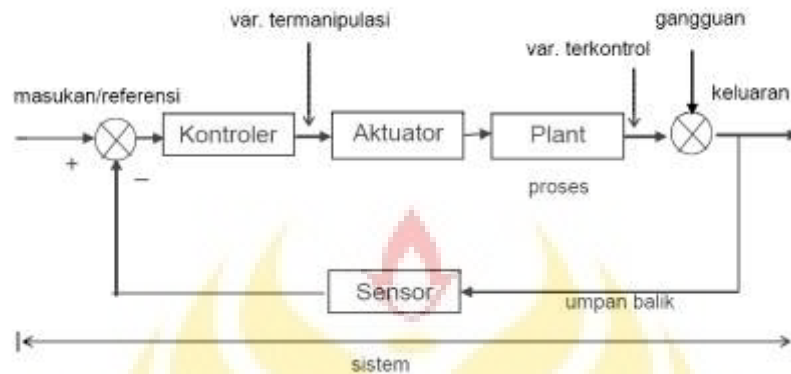 var. termanipulasi
gangguan
var. terkontrol
masukan/referensi
keluaran
Kontroler
Aktuator
Plant
+
–
proses
Sensor
umpan balik
sistem